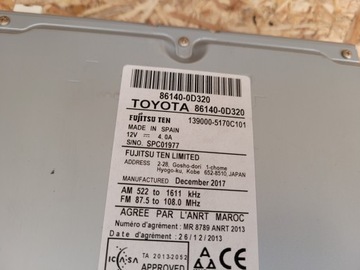 86140-0D320
TOYOTA 86140-0D320
FUJITSU TEN 139000-5170C101
MADE IN SPAIN
12V ⎓ 4.0A
S/NO. SPC01977
FUJITSU TEN LIMITED
ADDRESS 2-28, Gosho-dori 1-chome
Hyogo-ku, Kobe 652-8510, JAPAN
MANUFACTURED December 2017
AM 522 to 1611 kHz
FM 87.5 to 108.0 MHz
AGREE PAR L'ANRT MAROC
Numéro d'agrément : MR 8789 ANRT 2013
Date d'agrément : 26/12/2013
ICASA
TA 2013-2052
APPROVED
CE